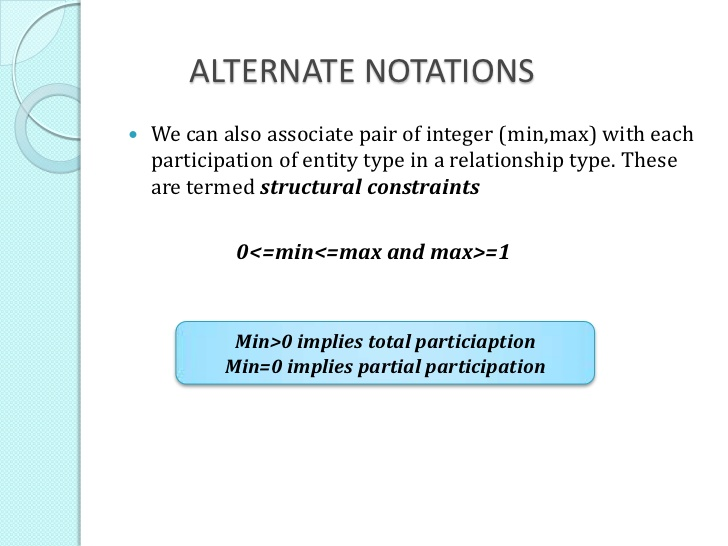 ALTERNATE NOTATIONS
• We can also associate pair of integer (min,max) with each
participation of entity type in a relationship type. These
are termed structural constraints
0<=min<=max and max>=1
Min>0 implies total particiaption
Min=0 implies partial participation